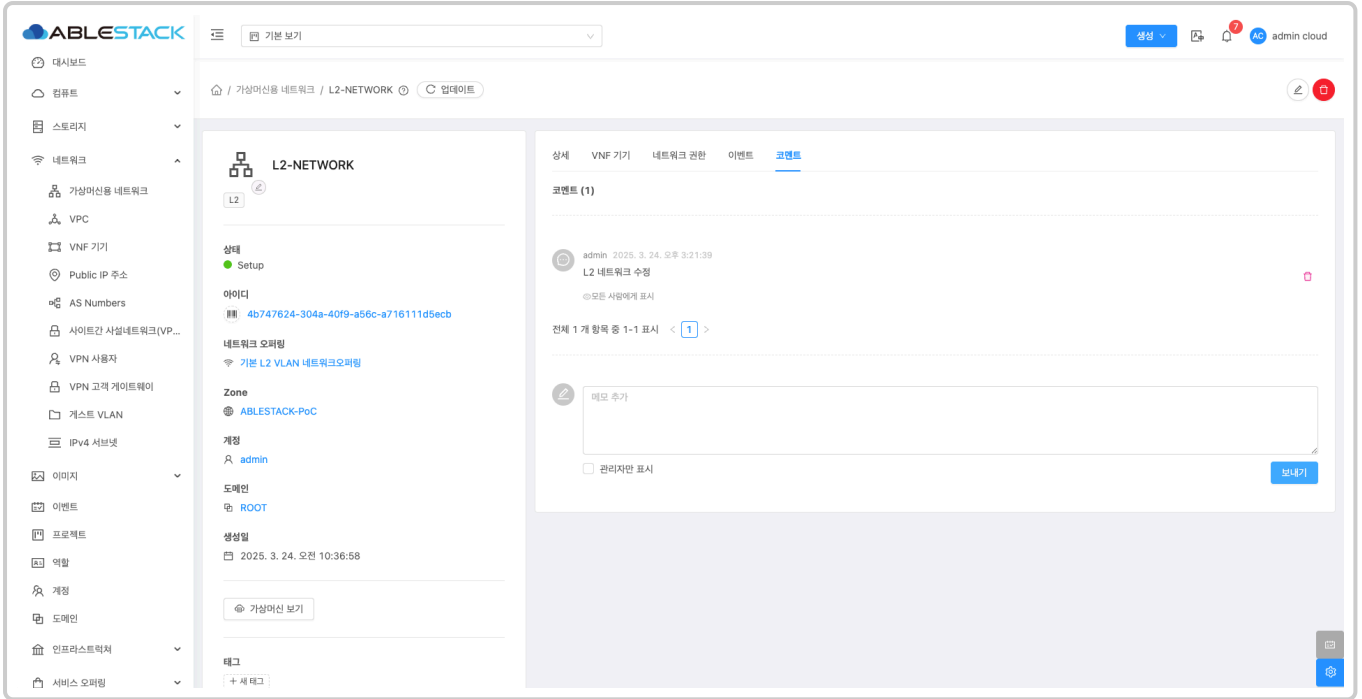 ABLESTACK
기본 보기
생성
7
AC
admin cloud
대시보드
컴퓨트
스토리지
네트워크
가상머신용 네트워크
VPC
VNF 기기
Public IP 주소
AS Numbers
사이트간 사설네트워크(VP...
VPN 사용자
VPN 고객 게이트웨이
게스트 VLAN
IPv4 서브넷
이미지
이벤트
프로젝트
역할
계정
도메인
인프라스트럭쳐
서비스 오퍼링
/ 가상머신용 네트워크 / L2-NETWORK
업데이트
L2-NETWORK
L2
상태
Setup
아이디
4b747624-304a-40f9-a56c-a716111d5ecb
네트워크 오퍼링
기본 L2 VLAN 네트워크오퍼링
Zone
ABLESTACK-PoC
계정
admin
도메인
ROOT
생성일
2025. 3. 24. 오전 10:36:58
가상머신 보기
태그
+ 새 태그
상세 VNF 기기 네트워크 권한 이벤트 코멘트
코멘트 (1)
admin 2025. 3. 24. 오후 3:21:39
L2 네트워크 수정
모든 사람에게 표시
전체 1 개 항목 중 1-1 표시 < 1 >
메모 추가
관리자만 표시
보내기